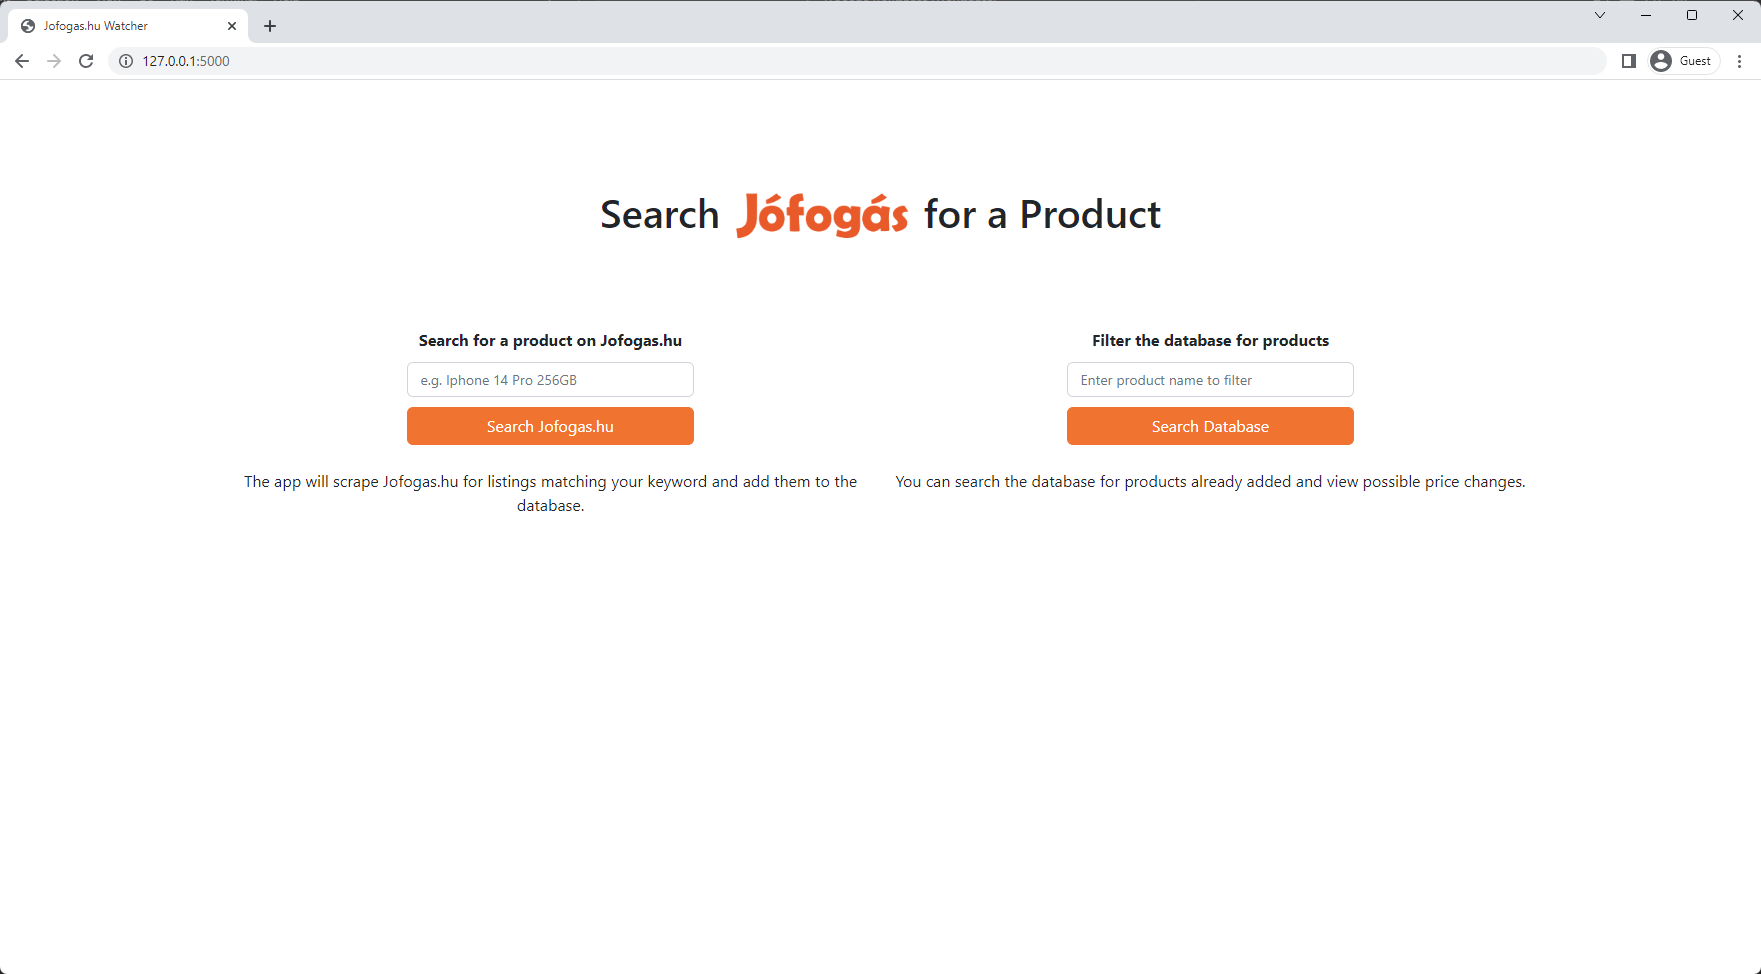 Jofogas.hu Watcher
127.0.0.1:5000
Guest
Search Jófogás for a Product
Search for a product on Jofogas.hu
e.g. Iphone 14 Pro 256GB
Search Jofogas.hu
The app will scrape Jofogas.hu for listings matching your keyword and add them to the
database.
Filter the database for products
Enter product name to filter
Search Database
You can search the database for products already added and view possible price changes.